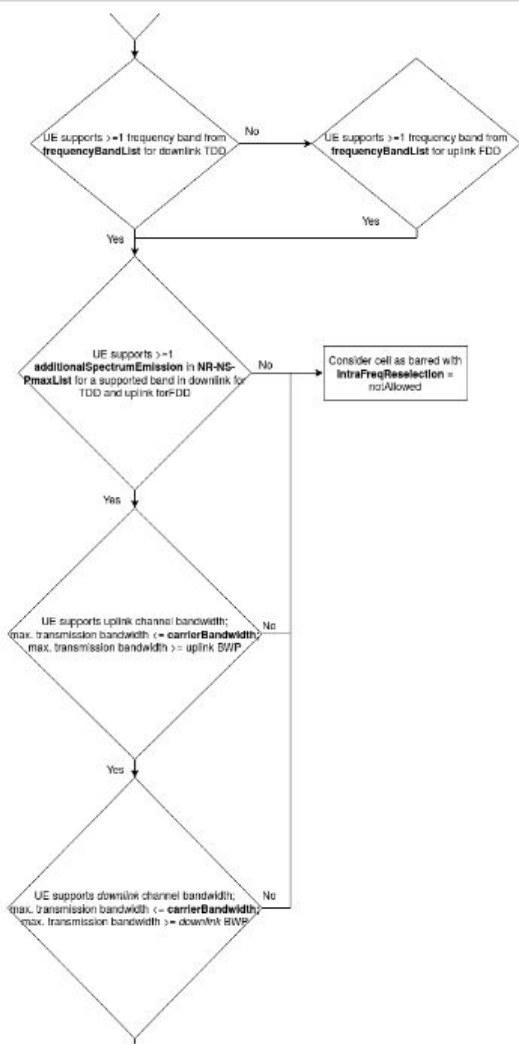 UE supports >=1 frequency band from
frequencyBandList for downlink TDD
No
UE supports >=1 frequency band from
frequencyBandList for uplink FDD
Yes
Yes
UE supports >=1
additionalSpectrumEmission in NR-NS-
PmaxList for a supported band in downlink for
TDD and uplink forFDD
No
Consider cell as barred with
IntraFreqReselection =
notAllowed
Yes
UE supports uplink channel bandwidth;
max. transmission bandwidth <= carrierBandwidth;
max. transmission bandwidth >= uplink BWP
No
Yes
UE supports downlink channel bandwidth;
max. transmission bandwidth <= carrierBandwidth;
max. transmission bandwidth >= downlink BWP
No